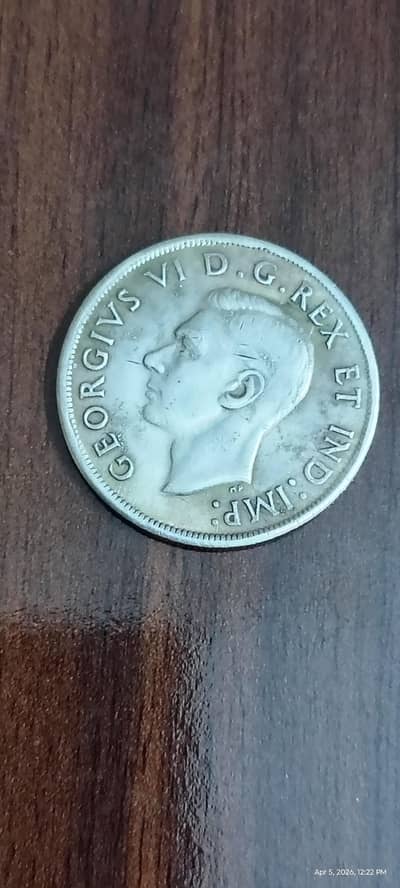 GEORGIVS VI D.G.REX ET IND:IMP:
HP
Apr 5, 2026, 12:22 PM